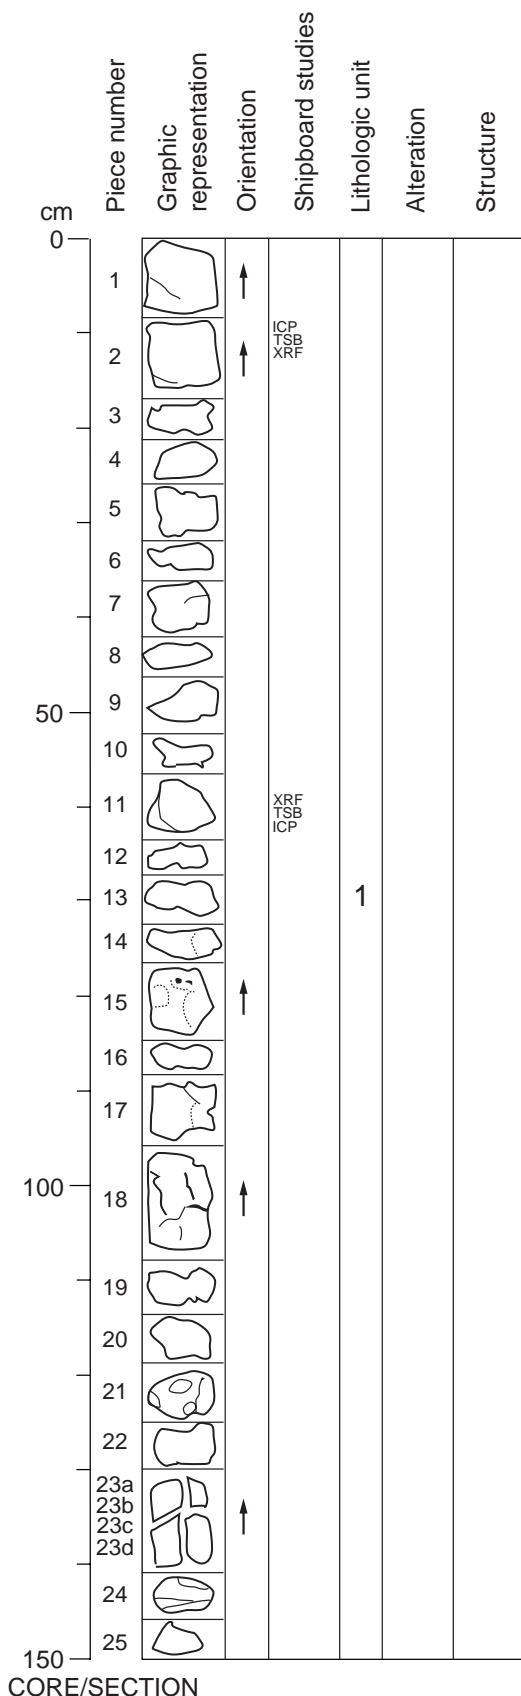 cm
Piece number
Graphic
representation
Orientation
Shipboard studies
Lithologic unit
Alteration
Structure
0
1
ICP
TSB
XRF
2
3
4
5
6
7
8
9
50
10
XRF
TSB
ICP
11
12
13
1
14
15
16
17
100
18
19
20
21
22
23a
23b
23c
23d
24
25
150
CORE/SECTION